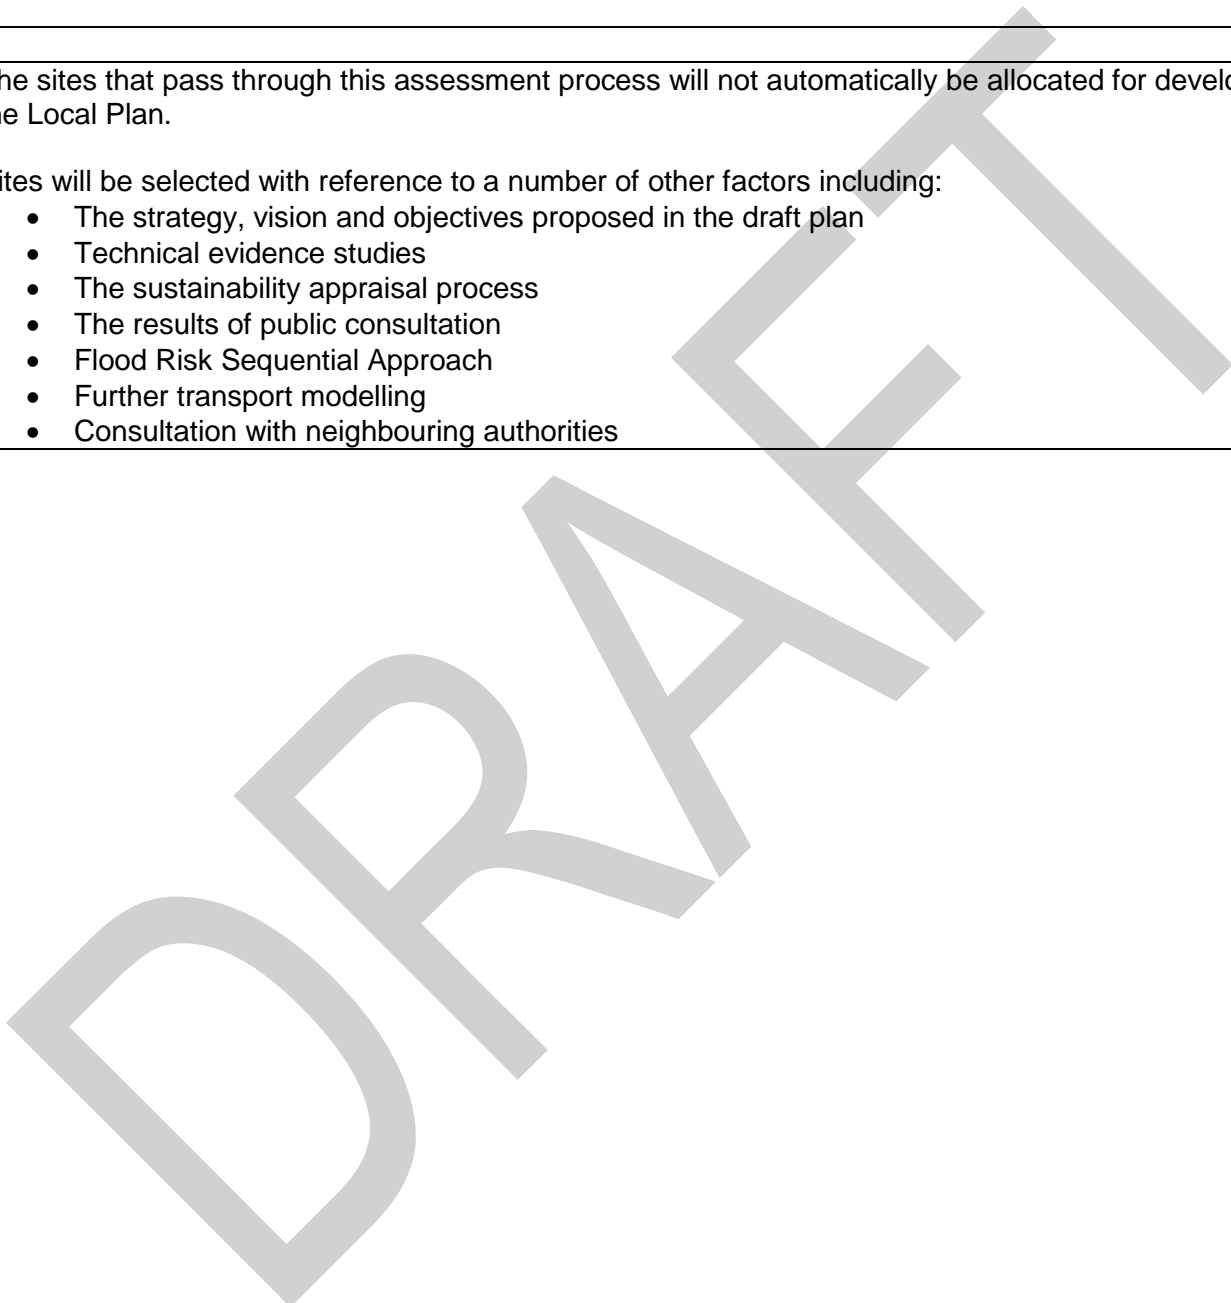 he sites that pass through this assessment process will not automatically be allocated for develo
he Local Plan.
ites will be selected with reference to a number of other factors including:
• The strategy, vision and objectives proposed in the draft plan
• Technical evidence studies
• The sustainability appraisal process
• The results of public consultation
• Flood Risk Sequential Approach
• Further transport modelling
• Consultation with neighbouring authorities
DRAFT